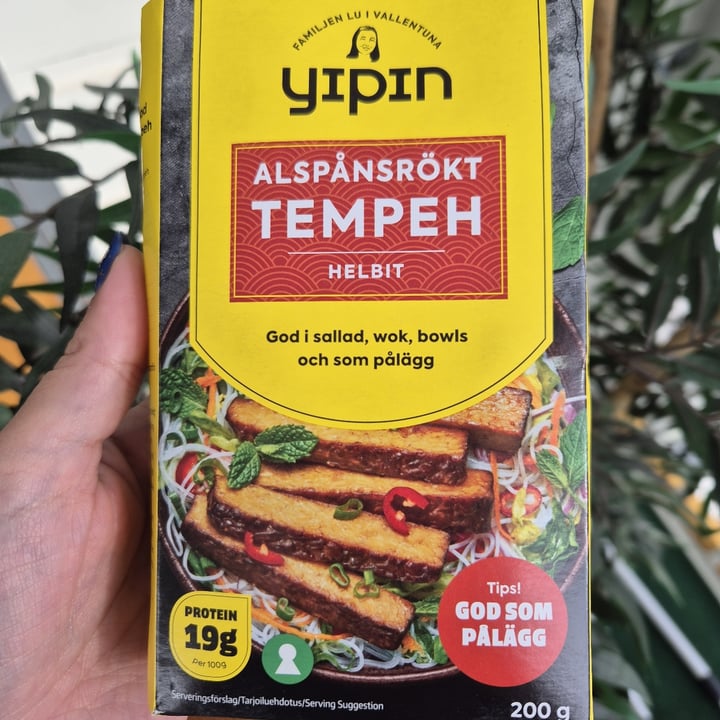 FAMILJEN LU I VALLENTUNA
yipin
ALSPÅNSRÖKT
TEMPEH
HELBIT
God i sallad, wok, bowls
och som pålägg
PROTEIN
19g
Per 100g
Tips!
GOD SOM
PÅLÄGG
Serveringsförslag/Tarjoiluehdotus/Serving Suggestion
200 g